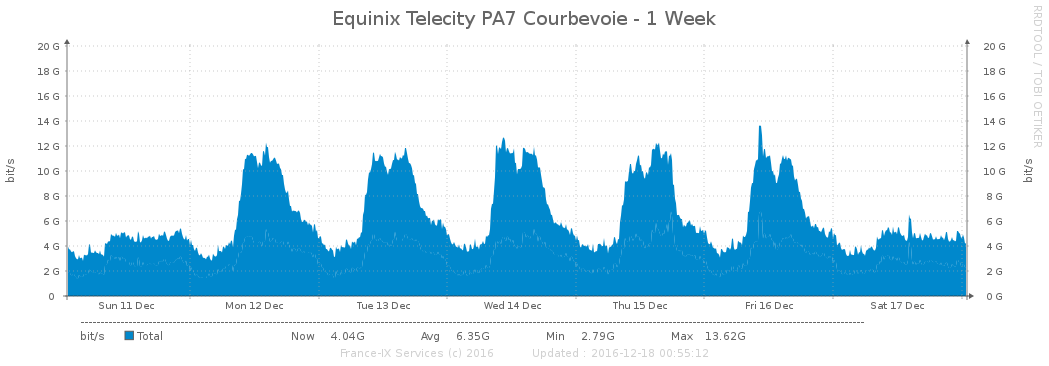 Equinix Telecity PA7 Courbevoie - 1 Week
RRDTOOL / TOBI OETIKER
20 G 20 G
18 G 18 G
16 G 16 G
14 G 14 G
12 G 12 G
10 G 10 G
8 G 8 G
6 G 6 G
4 G 4 G
2 G 2 G
0 0 G
bit/s bit/s
Sun 11 Dec Mon 12 Dec Tue 13 Dec Wed 14 Dec Thu 15 Dec Fri 16 Dec Sat 17 Dec
bit/s Total Now 4.04G Avg 6.35G Min 2.79G Max 13.62G
France-IX Services (c) 2016 Updated : 2016-12-18 00:55:12